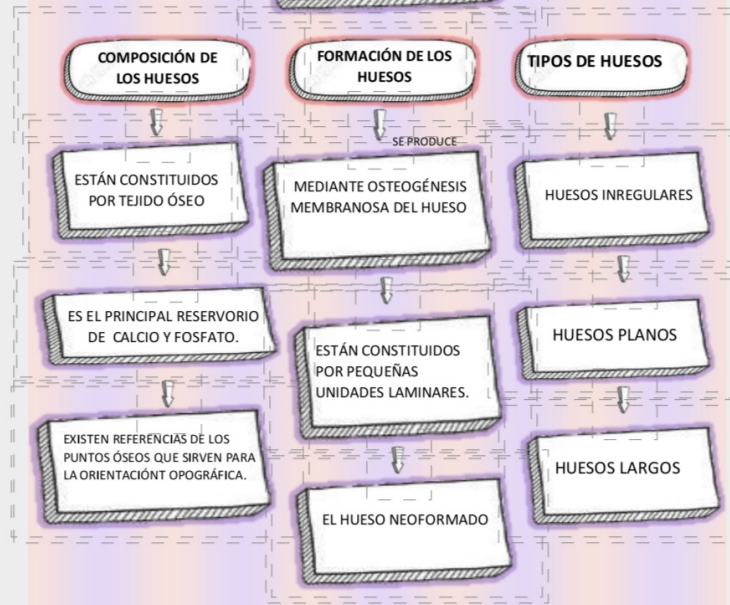 COMPOSICIÓN DE
LOS HUESOS
ESTÁN CONSTITUIDOS
POR TEJIDO ÓSEO
ES EL PRINCIPAL RESERVORIO
DE CALCIO Y FOSFATO.
EXISTEN REFERENCIAS DE LOS
PUNTOS ÓSEOS QUE SIRVEN PARA
LA ORIENTACIÓNT OPOGRÁFICA.
FORMACIÓN DE LOS
HUESOS
SE PRODUCE
MEDIANTE OSTEOGÉNESIS
MEMBRANOSA DEL HUESO
ESTÁN CONSTITUIDOS
POR PEQUEÑAS
UNIDADES LAMINARES.
EL HUESO NEOFORMADO
TIPOS DE HUESOS
HUESOS INREGULARES
HUESOS PLANOS
HUESOS LARGOS